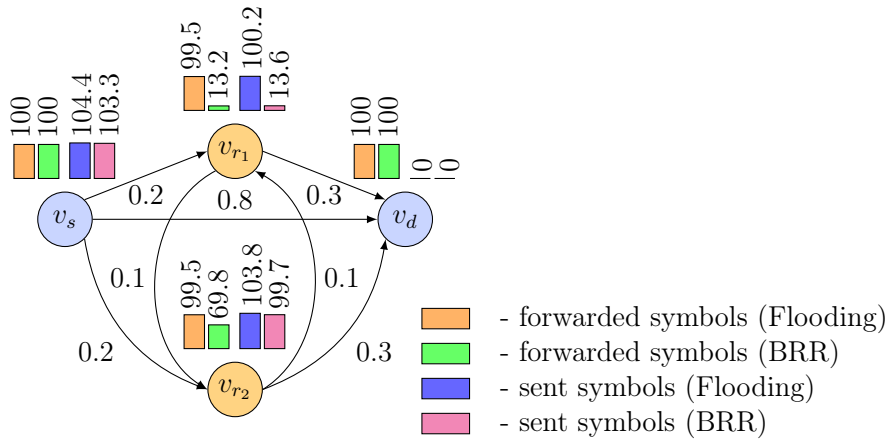 99.5
13.2
100.2
13.6
100
100
104.4
103.3
100
100
0
0
v_{r_1}
0.2
0.3
v_s
0.8
v_d
99.5
69.8
103.8
99.7
0.1
0.1
0.2
0.3
v_{r_2}
- forwarded symbols (Flooding)
- forwarded symbols (BRR)
- sent symbols (Flooding)
- sent symbols (BRR)